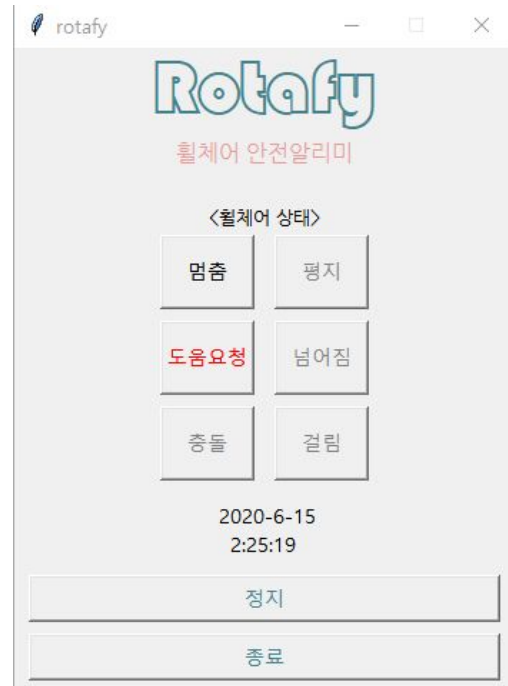 rotafy
Rotafy
휠체어 안전알리미
<휠체어 상태>
멈춤 평지
도움요청 넘어짐
충돌 걸림
2020-6-15
2:25:19
정지
종료